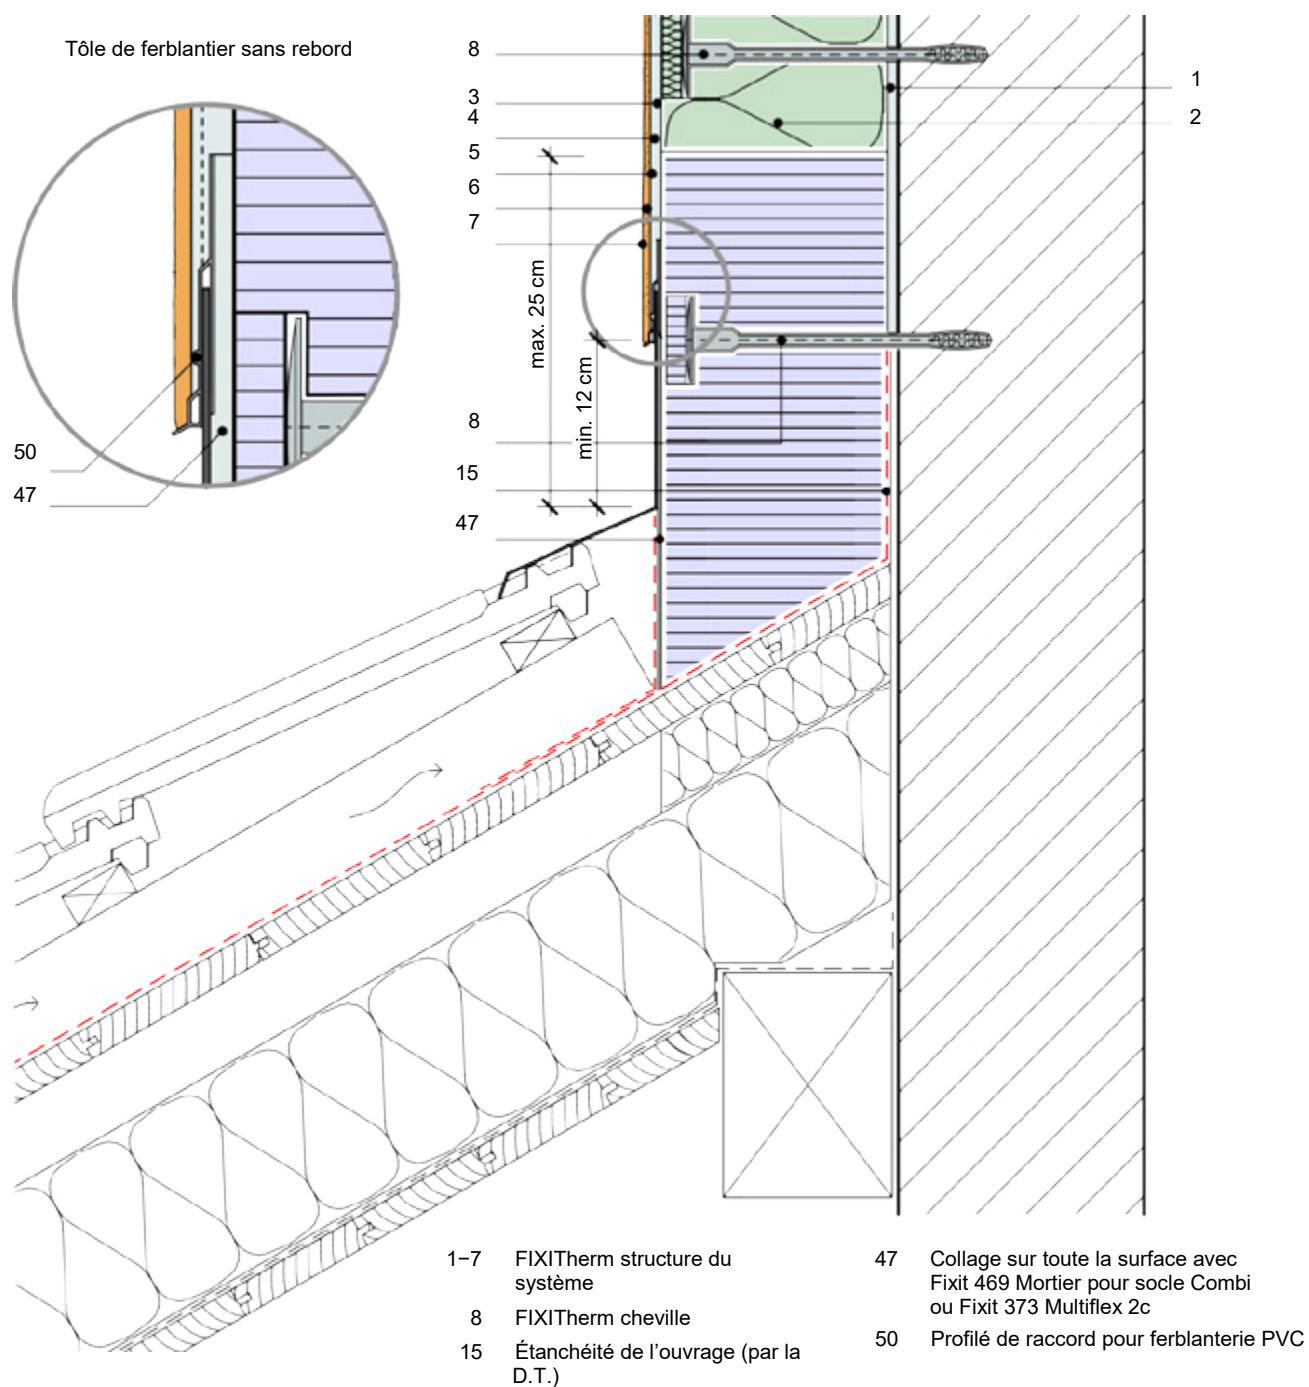 Tôle de ferblantier sans rebord
8
3
4
5
6
7
1
2
max. 25 cm
min. 12 cm
8
15
47
50
47
1–7 FIXITherm structure du
système
8 FIXITherm cheville
15 Étanchéité de l’ouvrage (par la
D.T.)
47 Collage sur toute la surface avec
Fixit 469 Mortier pour socle Combi
ou Fixit 373 Multiflex 2c
50 Profilé de raccord pour ferblanterie PVC